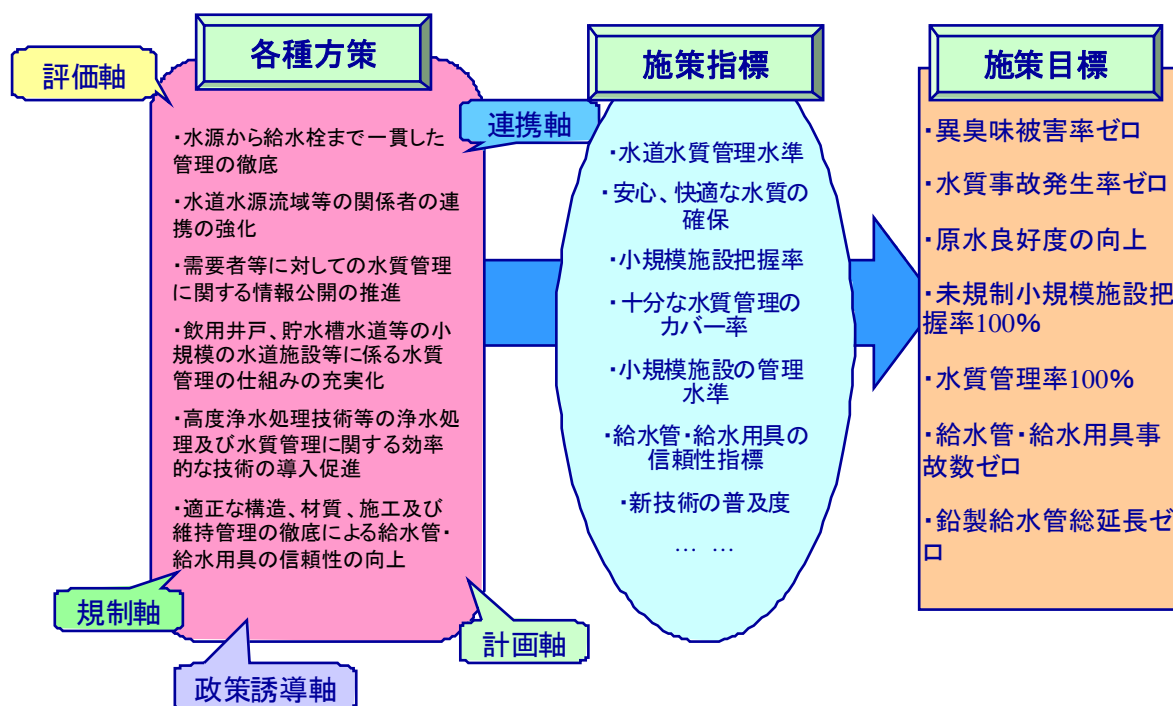 各種方策
評価軸
連携軸
・水源から給水栓まで一貫した
管理の徹底
・水道水源流域等の関係者の連
携の強化
・需要者等に対しての水質管理
に関する情報公開の推進
・飲用井戸、貯水槽水道等の小
規模の水道施設等に係る水質
管理の仕組みの充実化
・高度浄水処理技術等の浄水処
理及び水質管理に関する効率
的な技術の導入促進
・適正な構造、材質、施工及び
維持管理の徹底による給水管・
給水用具の信頼性の向上
規制軸
計画軸
政策誘導軸
施策指標
・水道水質管理水準
・安心、快適な水質の
確保
・小規模施設把握率
・十分な水質管理の
カバー率
・小規模施設の管理
水準
・給水管・給水用具の
信頼性指標
・新技術の普及度
… …
施策目標
・異臭味被害率ゼロ
・水質事故発生率ゼロ
・原水良好度の向上
・未規制小規模施設把
握率100%
・水質管理率100%
・給水管・給水用具事
故数ゼロ
・鉛製給水管総延長ゼ
ロ